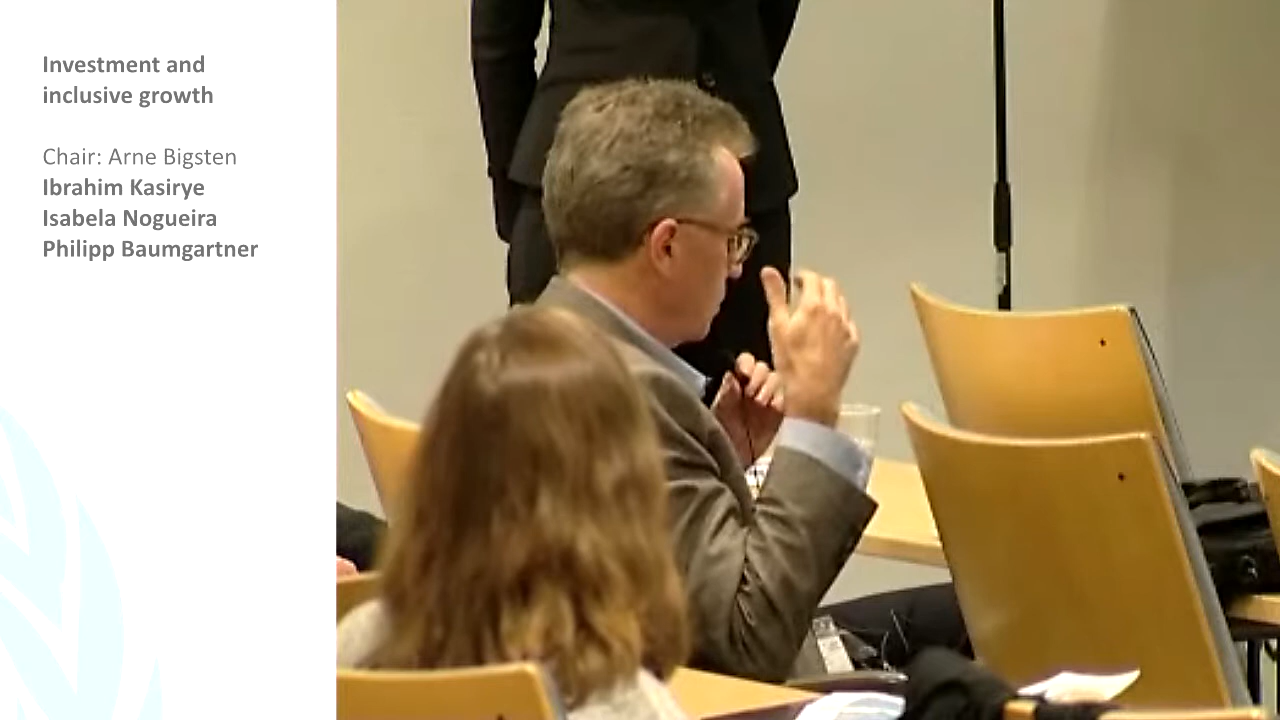 Investment and
inclusive growth
Chair: Arne Bigsten
Ibrahim Kasirye
Isabela Nogueira
Philipp Baumgartner